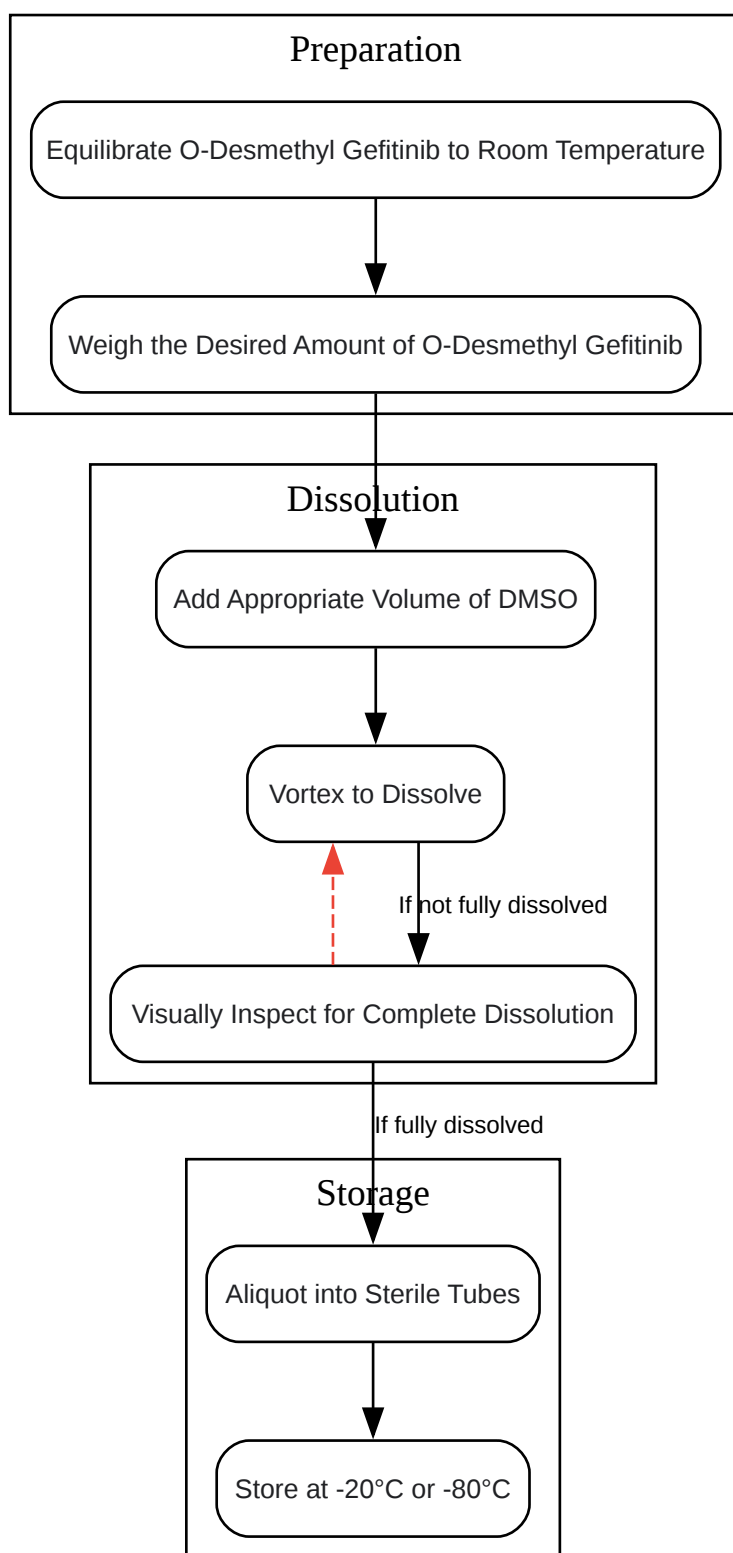 Preparation
Equilibrate O-Desmethyl Gefitinib to Room Temperature
Weigh the Desired Amount of O-Desmethyl Gefitinib
Dissolution
Add Appropriate Volume of DMSO
Vortex to Dissolve
If not fully dissolved
Visually Inspect for Complete Dissolution
If fully dissolved
Storage
Aliquot into Sterile Tubes
Store at -20°C or -80°C